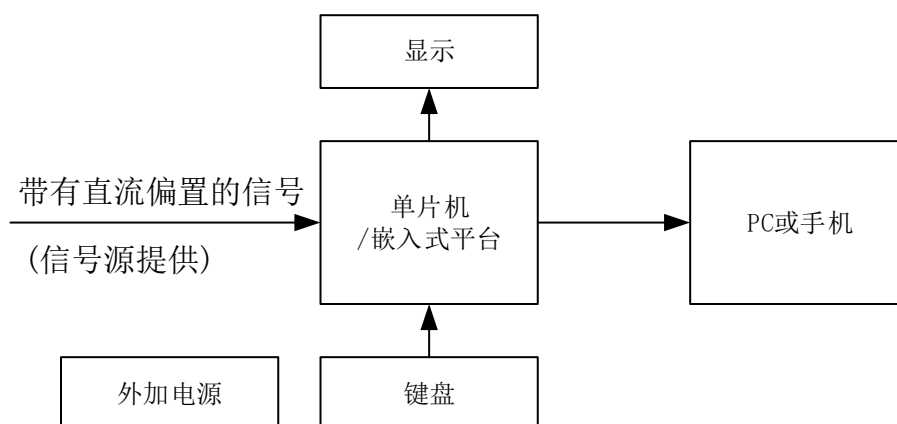 显示
带有直流偏置的信号
(信号源提供)
单片机
/嵌入式平台
PC或手机
外加电源
键盘